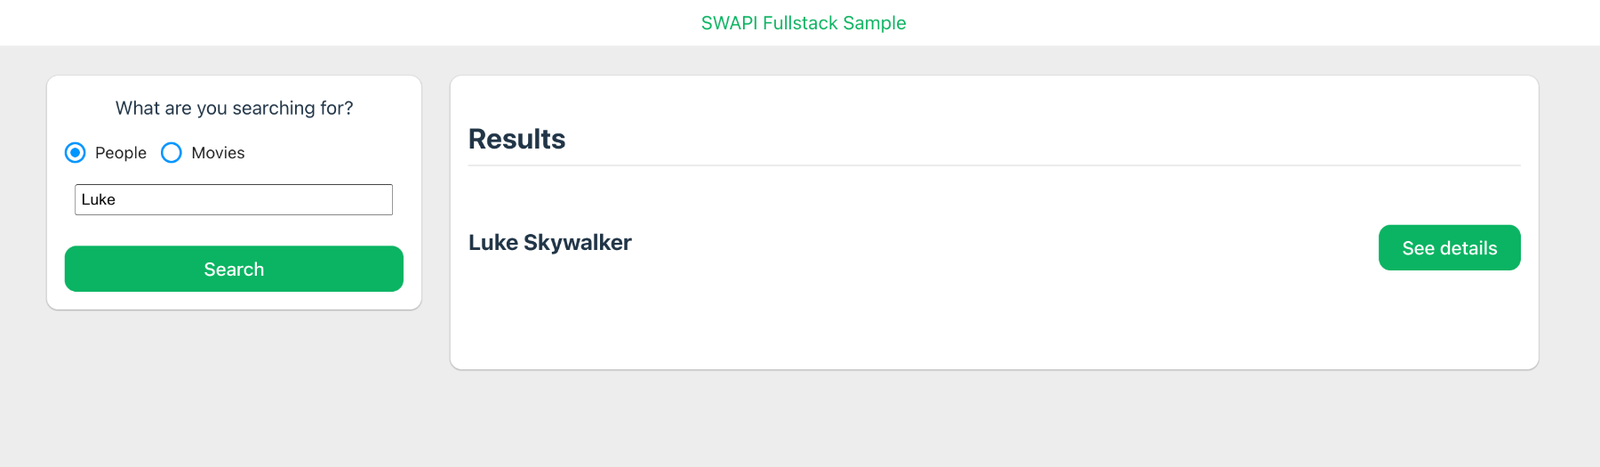 SWAPI Fullstack Sample
What are you searching for?
People Movies
Luke
Search
Results
Luke Skywalker
See details